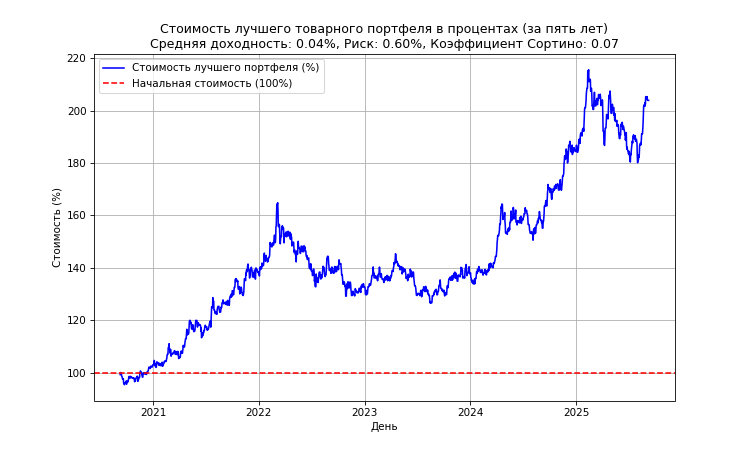 Стоимость лучшего товарного портфеля в процентах (за пять лет)
Средняя доходность: 0.04%, Риск: 0.60%, Коэффициент Сортино: 0.07
Стоимость лучшего портфеля (%)
Начальная стоимость (100%)
Стоимость (%)
220
200
180
160
140
120
100
2021 2022 2023 2024 2025
День